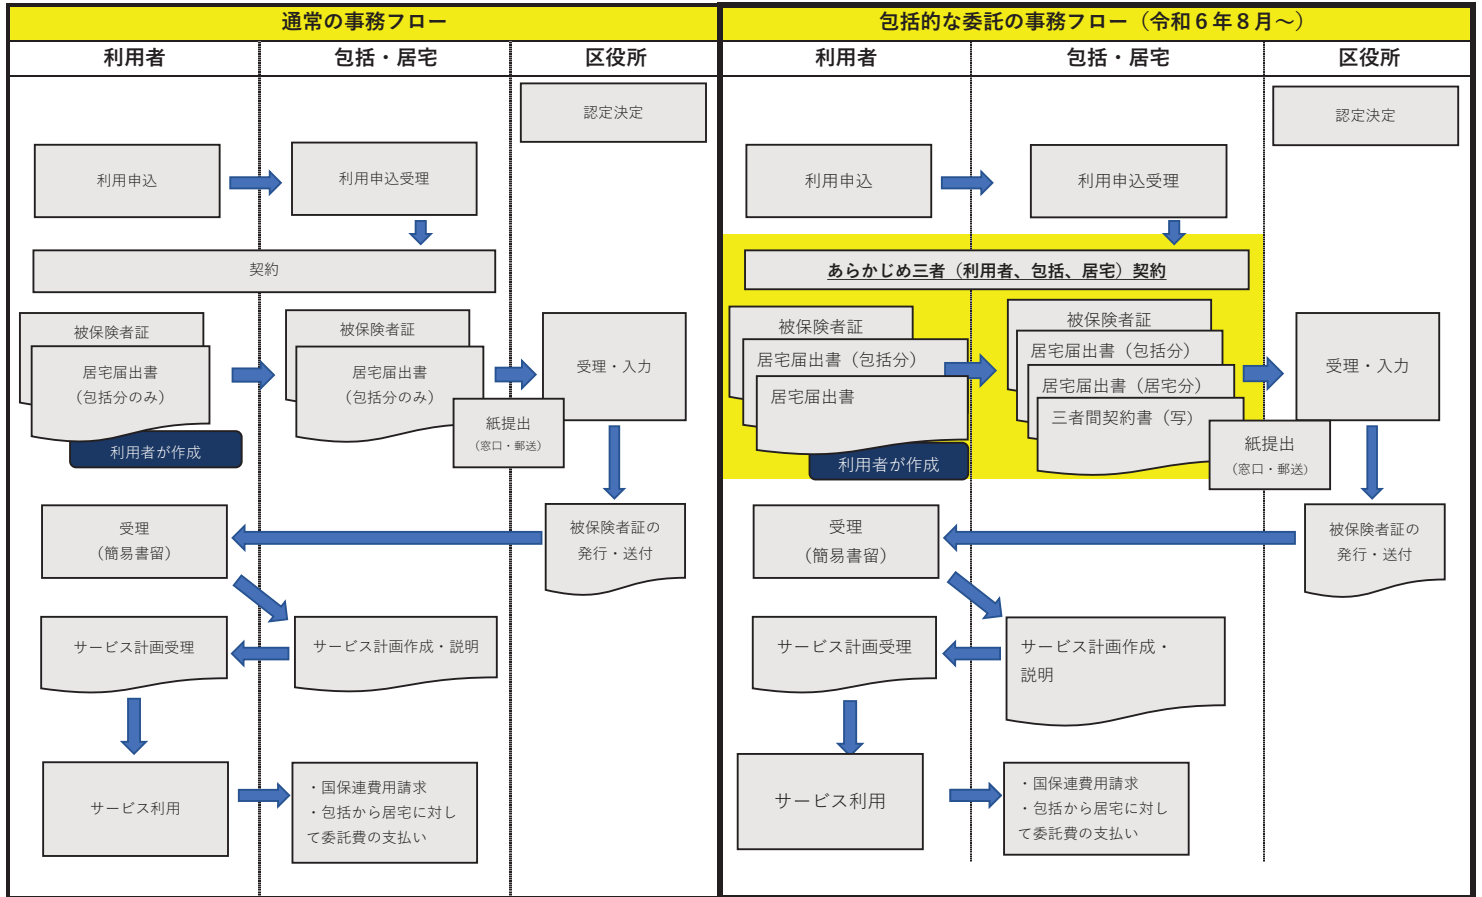 通常の事務フロー
利用者
包括・居宅
区役所
認定決定
利用申込
利用申込受理
契約
被保険者証
居宅届出書
（包括分のみ）
利用者が作成
被保険者証
居宅届出書
（包括分のみ）
紙提出
（窓口・郵送）
受理・入力
受理
（簡易書留）
被保険者証の
発行・送付
サービス計画受理
サービス計画作成・説明
サービス利用
・国保連費用請求
・包括から居宅に対し
て委託費の支払い
包括的な委託の事務フロー（令和６年８月～）
利用者
包括・居宅
区役所
認定決定
利用申込
利用申込受理
あらかじめ三者（利用者、包括、居宅）契約
被保険者証
居宅届出書（包括分）
居宅届出書
利用者が作成
被保険者証
居宅届出書（包括分）
居宅届出書（居宅分）
三者間契約書（写）
紙提出
（窓口・郵送）
受理・入力
受理
（簡易書留）
被保険者証の
発行・送付
サービス計画受理
サービス計画作成・
説明
サービス利用
・国保連費用請求
・包括から居宅に対し
て委託費の支払い